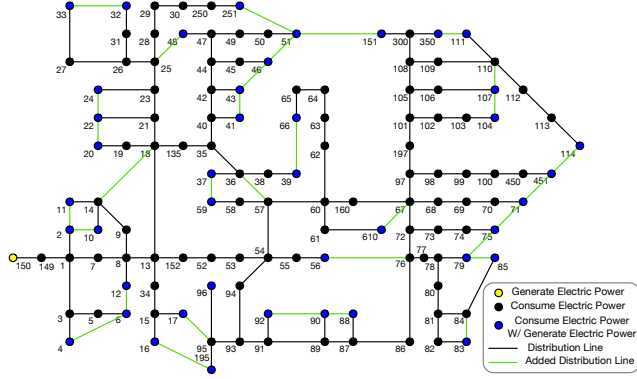 33 32 29 30 250 251
31 28 48 47 49 50 51 151 300 350 111
27 26 25 44 45 46 108 109 110
24 23 42 43 65 64 105 106 107 112
22 21 40 41 66 63 101 102 103 104 113
20 19 18 135 35 62 197 114
37 36 38 39 97 98 99 100 450 451
11 14 59 58 57 60 160 67 68 69 70 71
2 10 9 61 610 72 73 74 75
150 149 1 7 8 13 152 52 53 54 55 56 76 77 78 79 85
12 34 96 94 80
3 5 6 15 17 92 90 88 81 84
4 16 95 93 91 89 87 86 82 83
195
Generate Electric Power
Consume Electric Power
Consume Electric Power
W/ Generate Electric Power
Distribution Line
Added Distribution Line